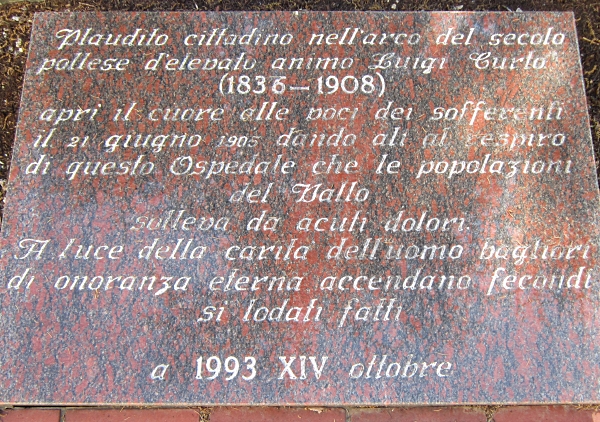 Plaudito cittadino nell'arco del secolo
pollese d'elevato animo Luigi Curto
(1836-1908)
aprì il cuore alle voci dei sofferenti
il 21 giugno 1905 dando ali al respiro
di questo Ospedale che le popolazioni
del Vallo
solleva da acuti dolori.
A luce della carità dell'uomo bagliori
di onoranza eterna accendano fecondi
sì lodati fatti
a 1993 XIV ottobre